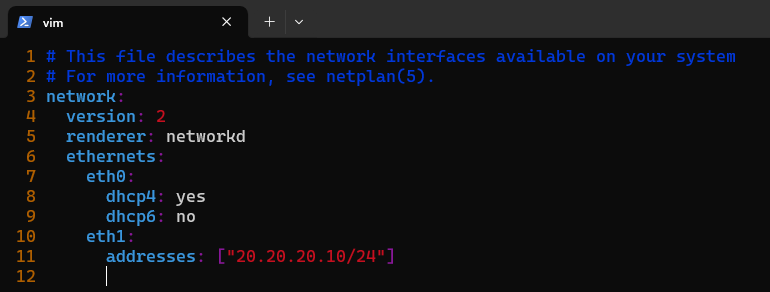 vim
1 # This file describes the network interfaces available on your system
2 # For more information, see netplan(5).
3 network:
4   version: 2
5   renderer: networkd
6   ethernets:
7     eth0:
8       dhcp4: yes
9       dhcp6: no
10     eth1:
11       addresses: ["20.20.20.10/24"]
12